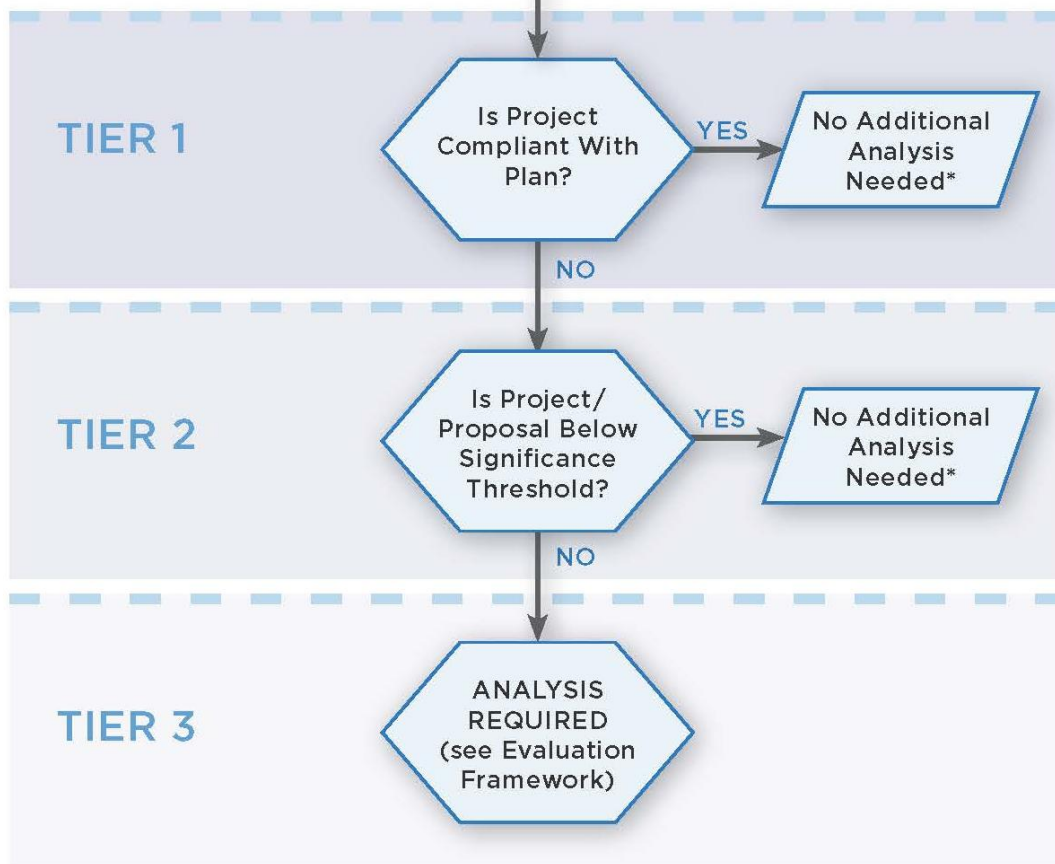 TIER 1
Is Project
Compliant With
Plan?
YES
No Additional
Analysis
Needed*
NO
TIER 2
Is Project/
Proposal Below
Significance
Threshold?
YES
No Additional
Analysis
Needed*
NO
TIER 3
ANALYSIS
REQUIRED
(see Evaluation
Framework)